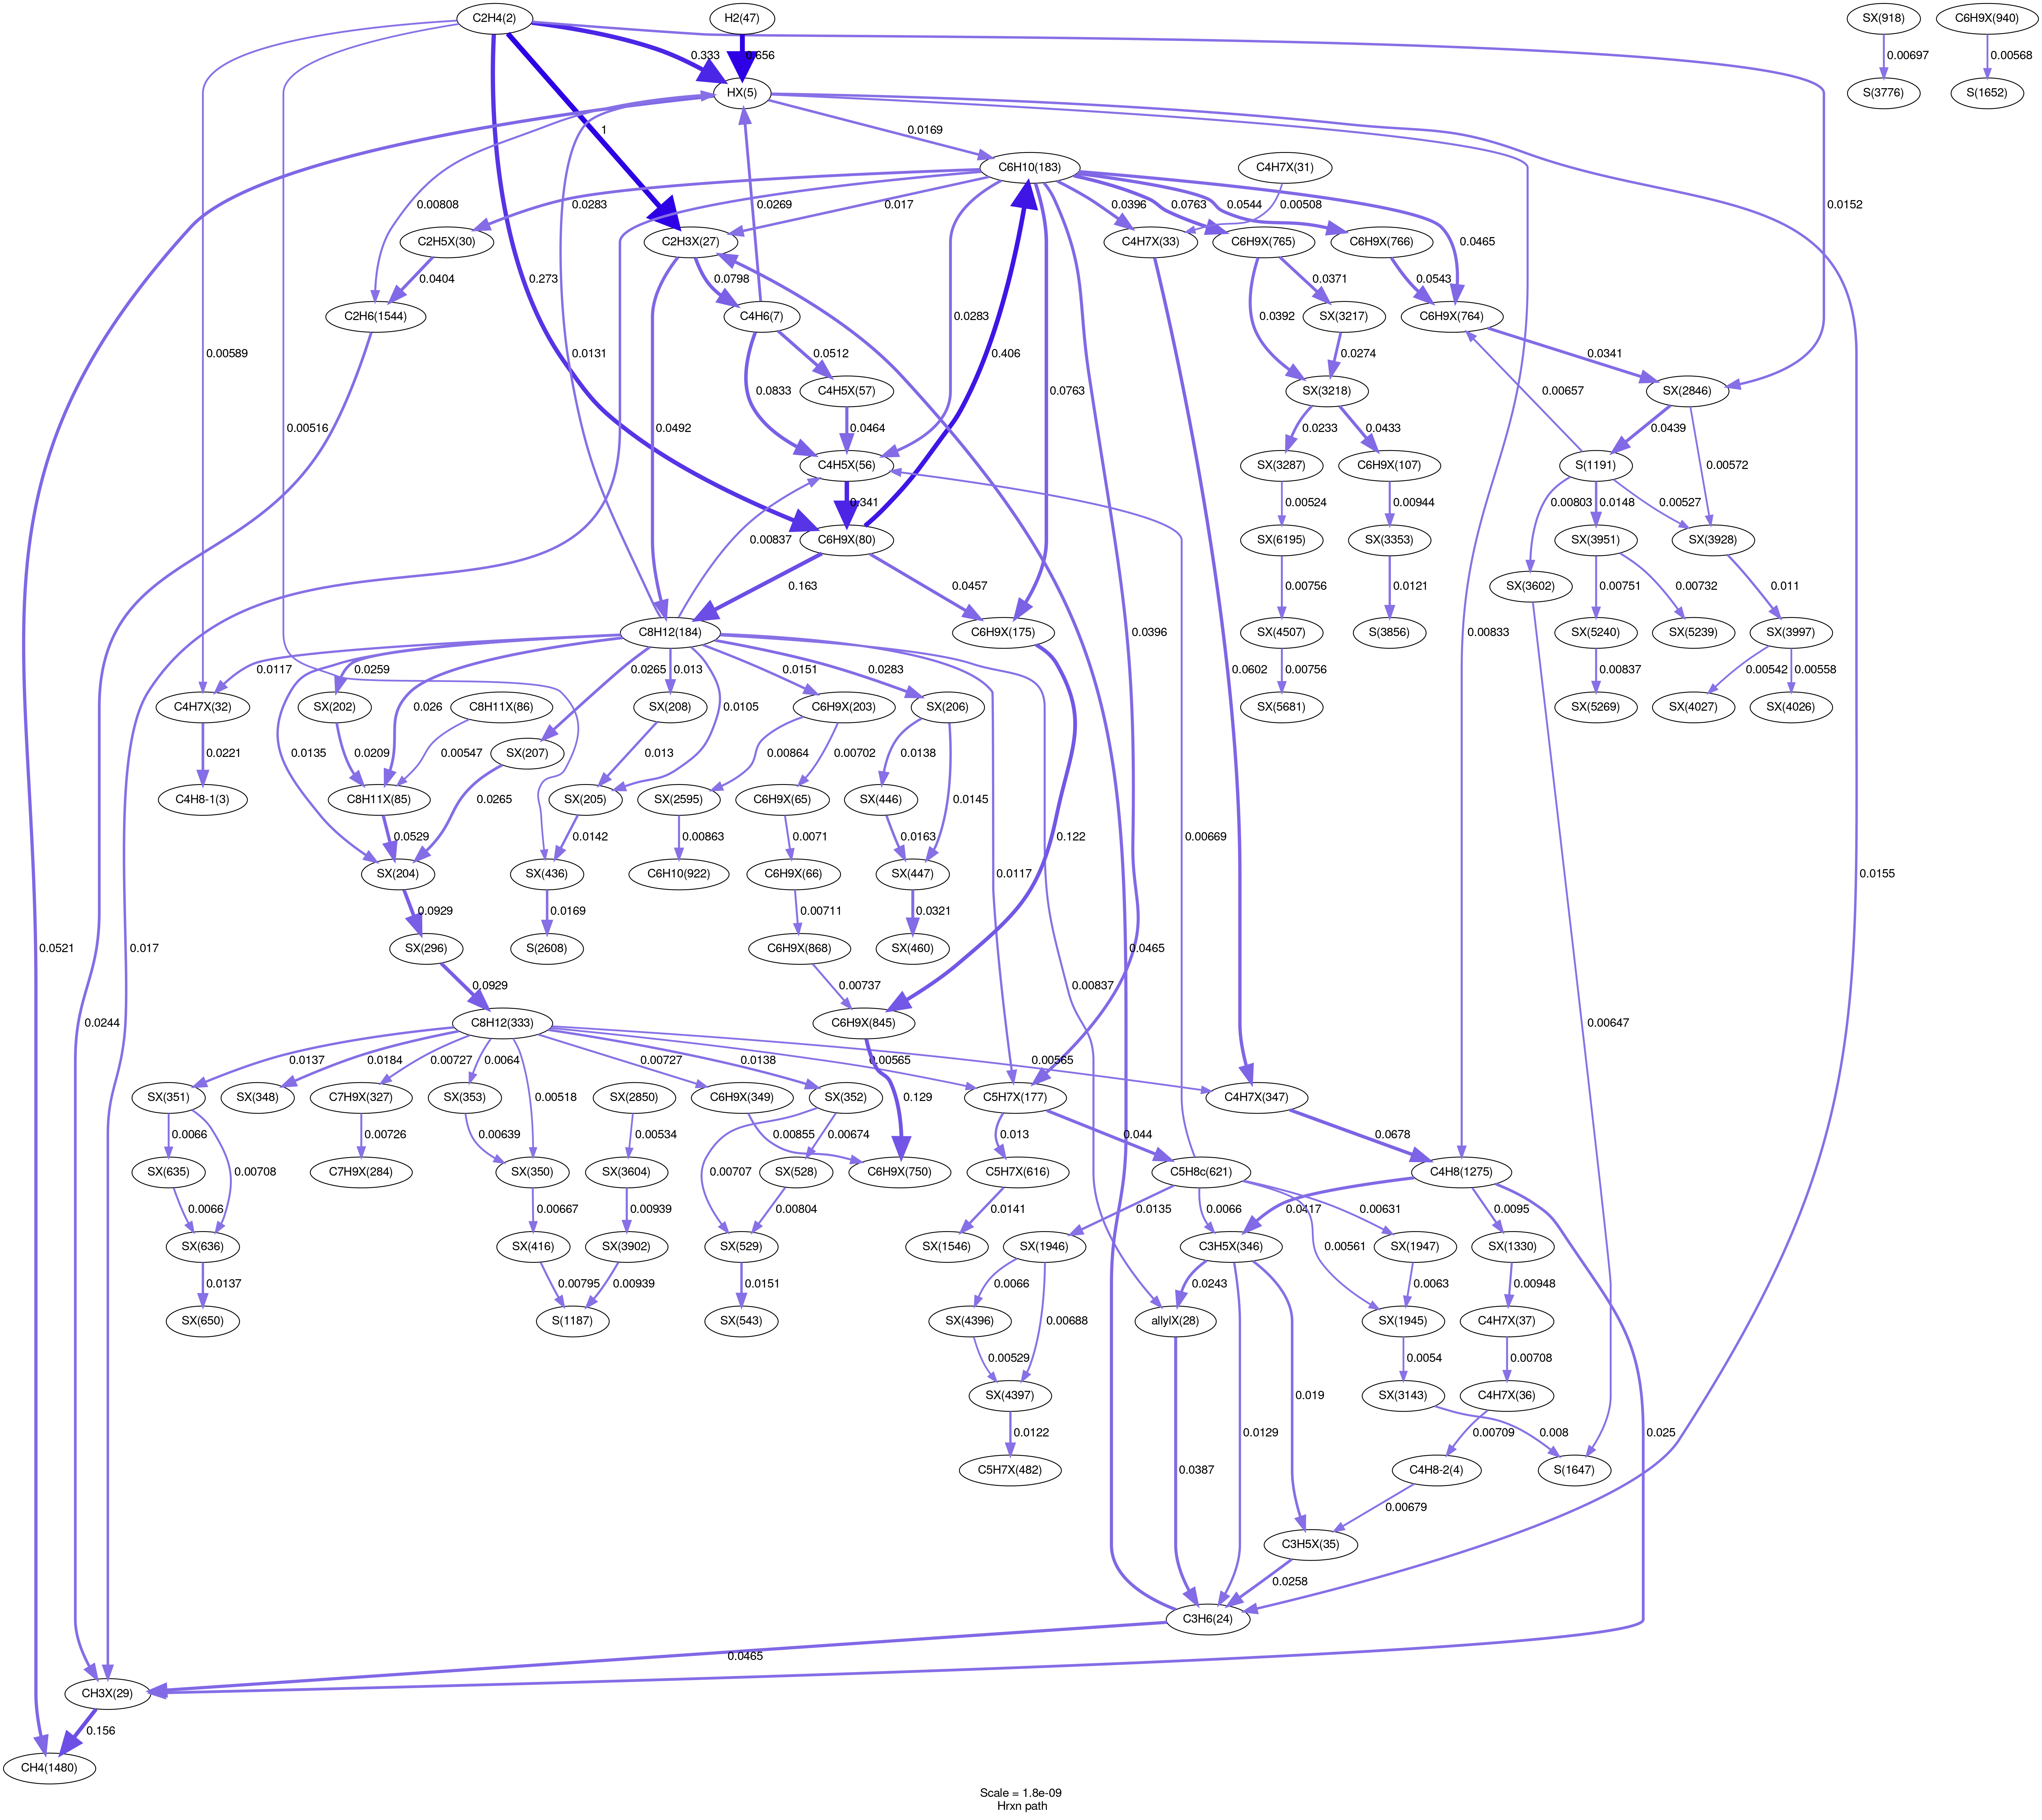 C2H4(2) H2(47) SX(918) C6H9X(940)
0.333 0.656 0.00697 0.00568
HX(5) S(3776) S(1652)
1 0.0169
C6H10(183) C4H7X(31)
0.00808 0.0283 0.0269 0.017 0.0396 0.0763 0.0544 0.00508 0.0152
C2H5X(30) C2H3X(27) C4H7X(33) C6H9X(765) C6H9X(766) 0.0465
0.273 0.0404 0.0798 0.0371 0.0543
C2H6(1544) C4H6(7) SX(3217) C6H9X(764)
0.00589 0.0131 0.0512 0.0283 0.406 0.0392 0.0274 0.0341
C4H5X(57) SX(3218) SX(2846)
0.00516 0.0492 0.0833 0.0464 0.0763 0.0233 0.0433 0.00657 0.0439
C4H5X(56) SX(3287) C6H9X(107) S(1191) 0.00572
0.341 0.00524 0.00944 0.00803 0.0148 0.00527
C6H9X(80) SX(6195) SX(3353) SX(3951) SX(3928)
0.00837 0.163 0.0457 0.00756 0.0121 0.00751 0.00732 0.011
SX(3602)
C8H12(184) C6H9X(175) SX(4507) S(3856) SX(5240) SX(5239) SX(3997)
0.0117 0.0259 0.0265 0.013 0.0151 0.0283 0.0396 0.0602 0.00833 0.00756 0.00837 0.00542 0.00558
C4H7X(32) SX(202) C8H11X(86) SX(208) C6H9X(203) SX(206) SX(5681) SX(5269) SX(4027) SX(4026)
0.026 0.0105
0.0221 0.0135 0.0209 0.00547 SX(207) 0.013 0.00864 0.00702 0.0138
C4H8-1(3) C8H11X(85) 0.0265 SX(205) SX(2595) C6H9X(65) SX(446) 0.0145
0.0529 0.0142 0.00863 0.0071 0.0163 0.122 0.00669
SX(204) SX(436) C6H10(922) C6H9X(66) SX(447) 0.0117
0.0929 0.0169 0.00711 0.0321
0.0521 0.017 SX(296) S(2608) C6H9X(868) SX(460) 0.0465 0.0155
0.0929 0.00737 0.00837
0.0244 C8H12(333) C6H9X(845) 0.00647
0.0137 0.0184 0.00727 0.0064 0.00727 0.0138 0.00565 0.00565
SX(351) SX(348) C7H9X(327) SX(353) 0.00518 SX(2850) C6H9X(349) SX(352) 0.129 C5H7X(177) C4H7X(347)
0.0066 0.00726 0.00639 0.00534 0.00855 0.00674 0.013 0.044 0.0678
SX(635) 0.00708 C7H9X(284) SX(350) SX(3604) 0.00707 SX(528) C6H9X(750) C5H7X(616) C5H8c(621) C4H8(1275)
0.0066 0.00667 0.00939 0.00804 0.0141 0.0135 0.0066 0.00631 0.0417 0.0095
SX(636) SX(416) SX(3902) SX(529) SX(1546) SX(1946) C3H5X(346) 0.00561 SX(1947) SX(1330)
0.0137 0.00795 0.00939 0.0151 0.0066 0.0243 0.0063 0.00948
SX(650) S(1187) SX(543) SX(4396) 0.00688 allylX(28) SX(1945) C4H7X(37)
0.00529 0.0054 0.00708
SX(4397) 0.019 SX(3143) C4H7X(36)
0.0122 0.0129 0.008 0.00709 0.025
C5H7X(482) 0.0387 C4H8-2(4) S(1647)
0.00679
C3H5X(35)
0.0258
C3H6(24)
0.0465
CH3X(29)
0.156
CH4(1480)
Scale = 1.8e-09
Hrxn path